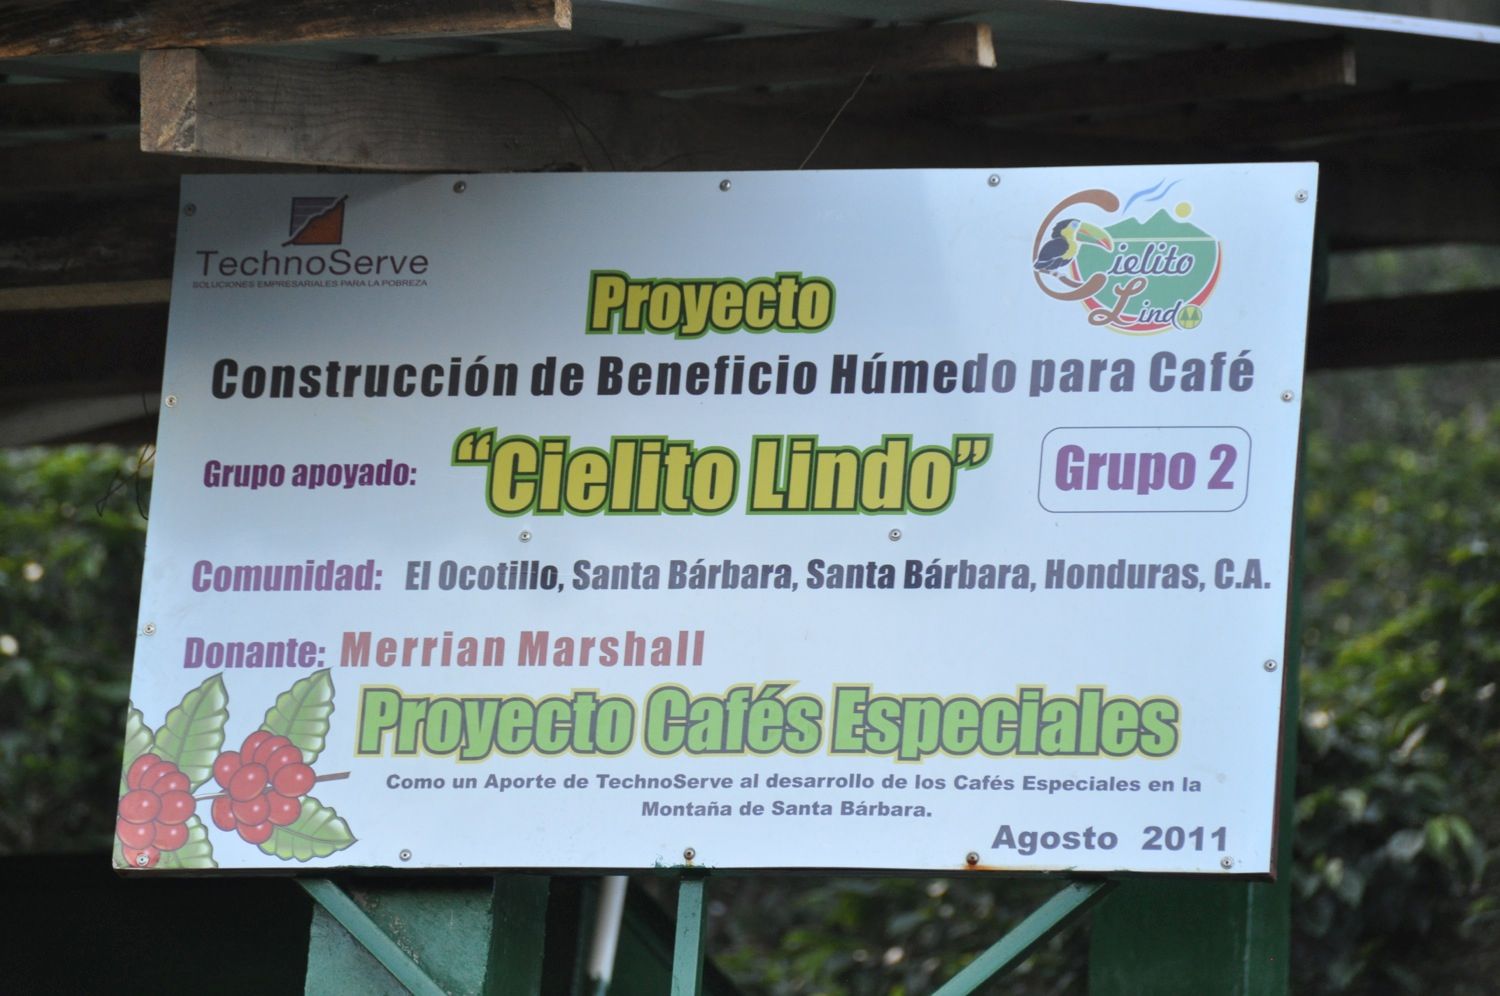 TechnoServe
SOLUCIONES EMPRESARIALES PARA LA POBREZA
Cielito
Lindo
Proyecto
Construcción de Beneficio Húmedo para Café
Grupo apoyado: "Cielito Lindo" Grupo 2
Comunidad: El Ocotillo, Santa Bárbara, Santa Bárbara, Honduras, C.A.
Donante: Merrian Marshall
Proyecto Cafés Especiales
Como un Aporte de TechnoServe al desarrollo de los Cafés Especiales en la
Montaña de Santa Bárbara.
Agosto 2011